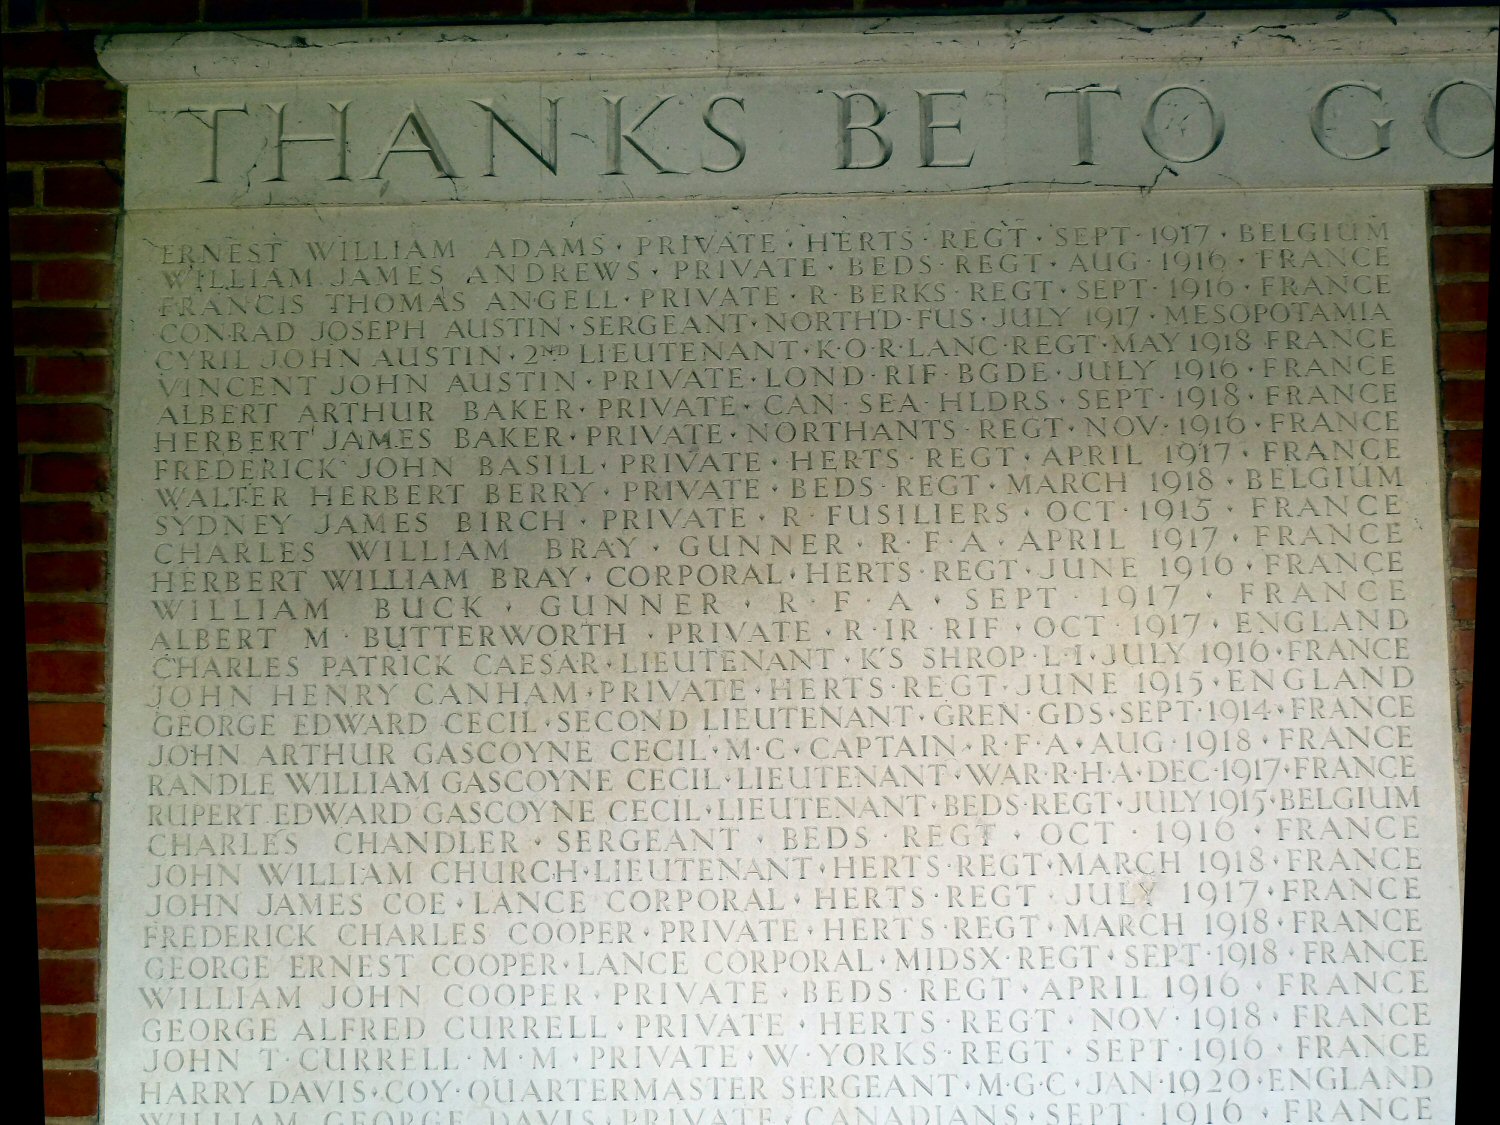 THANKS BE TO GO
ERNEST WILLIAM ADAMS · PRIVATE · HERTS · REGT · SEPT · 1917 · BELGIUM
WILLIAM JAMES ANDREWS · PRIVATE · BEDS · REGT · AUG · 1916 · FRANCE
FRANCIS THOMAS ANGELL · PRIVATE · R · BERKS · REGT · SEPT · 1916 · FRANCE
CONRAD JOSEPH AUSTIN · SERGEANT · NORTH'D · FUS · JULY 1917 · MESOPOTAMIA
CYRIL JOHN AUSTIN · 2ND LIEUTENANT · K·O·R·LANC·REGT·MAY 1918 FRANCE
VINCENT JOHN AUSTIN · PRIVATE · LOND · RIF · BGDE · JULY 1916 · FRANCE
ALBERT ARTHUR BAKER · PRIVATE · CAN · SEA · HLDRS · SEPT · 1918 · FRANCE
HERBERT JAMES BAKER · PRIVATE · NORTHANTS · REGT · NOV · 1916 · FRANCE
FREDERICK JOHN BASILL · PRIVATE · HERTS · REGT · APRIL 1917 · FRANCE
WALTER HERBERT BERRY · PRIVATE · BEDS · REGT · MARCH 1918 · BELGIUM
SYDNEY JAMES BIRCH · PRIVATE · R · FUSILIERS · OCT · 1915 · FRANCE
CHARLES WILLIAM BRAY · GUNNER · R · F · A · APRIL 1917 · FRANCE
HERBERT WILLIAM BRAY · CORPORAL · HERTS · REGT · JUNE 1916 · FRANCE
WILLIAM BUCK · GUNNER · R · F · A · SEPT · 1917 · FRANCE
ALBERT M · BUTTERWORTH · PRIVATE · R · IR · RIF · OCT · 1917 · ENGLAND
CHARLES PATRICK CAESAR · LIEUTENANT · K'S SHROP · L·I · JULY 1916 · FRANCE
JOHN HENRY CANHAM · PRIVATE · HERTS · REGT · JUNE 1915 · ENGLAND
GEORGE EDWARD CECIL · SECOND LIEUTENANT · GREN · GDS · SEPT · 1914 · FRANCE
JOHN ARTHUR GASCOYNE CECIL · M·C · CAPTAIN · R·F·A · AUG · 1918 · FRANCE
RANDLE WILLIAM GASCOYNE CECIL · LIEUTENANT · WAR·R·H·A · DEC·1917 · FRANCE
RUPERT EDWARD GASCOYNE CECIL · LIEUTENANT · BEDS · REGT · JULY 1915 · BELGIUM
CHARLES CHANDLER · SERGEANT · BEDS · REGT · OCT · 1916 · FRANCE
JOHN WILLIAM CHURCH · LIEUTENANT · HERTS · REGT · MARCH 1918 · FRANCE
JOHN JAMES COE · LANCE CORPORAL · HERTS · REGT · JULY 1917 · FRANCE
FREDERICK CHARLES COOPER · PRIVATE · HERTS · REGT · MARCH 1918 · FRANCE
GEORGE ERNEST COOPER · LANCE CORPORAL · MIDSX · REGT · SEPT · 1918 · FRANCE
WILLIAM JOHN COOPER · PRIVATE · BEDS · REGT · APRIL 1916 · FRANCE
GEORGE ALFRED CURRELL · PRIVATE · HERTS · REGT · NOV · 1918 · FRANCE
JOHN T · CURRELL · M·M · PRIVATE · W · YORKS · REGT · SEPT · 1916 · FRANCE
HARRY DAVIS · COY · QUARTERMASTER SERGEANT · M·G·C · JAN · 1920 · ENGLAND
WILLIAM GEORGE DAVIS · PRIVATE · CANADIANS · SEPT · 1916 · FRANCE